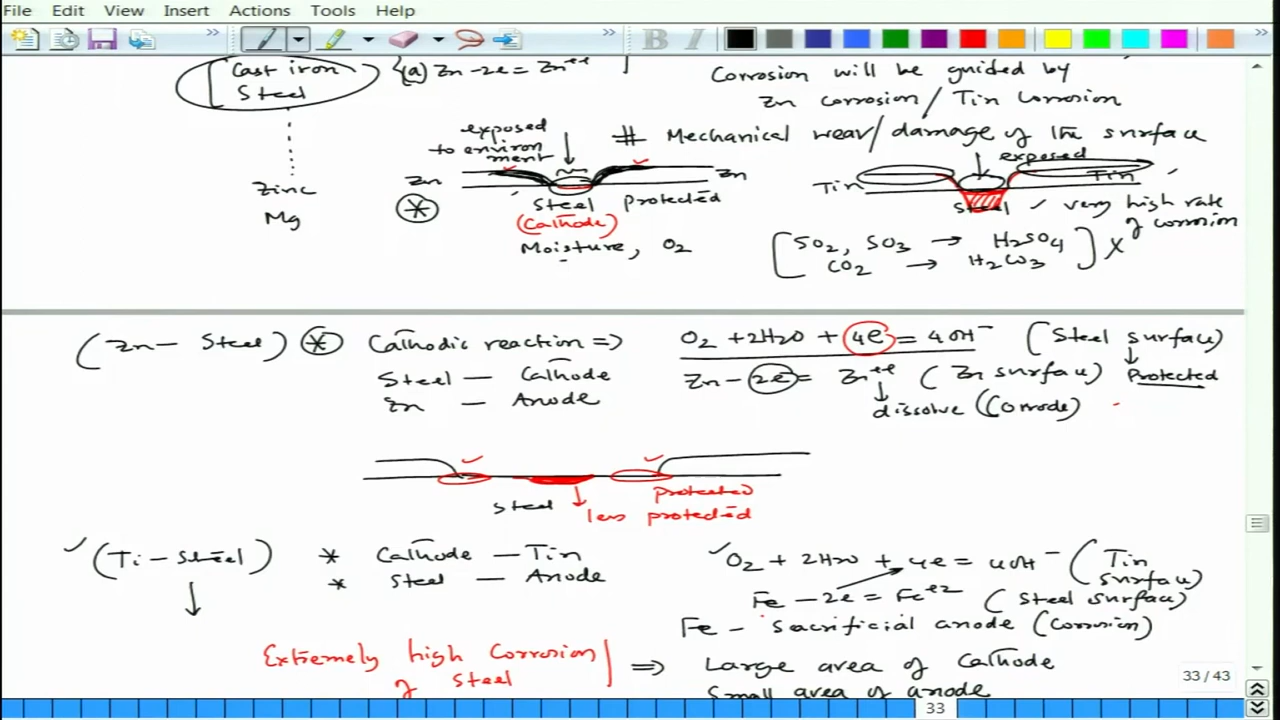 File Edit View Insert Actions Tools Help
Cast iron
Steel
(a) Zn - 2e = Zn++
Zinc
Mg
Corrosion will be guided by
Zn corrosion / Tin Corrosion
# Mechanical wear/damage of the surface
exposed
to environ
ment
Zn
Zn
Steel
protected
(Cathode)
Moisture, O2
exposed
Tin
Tin
Steel
very high rate
of corrosion
SO2, SO3 → H2SO4
CO2 → H2CO3
X
(Zn - Steel) * Cathodic reaction =>
Steel - Cathode
Zn - Anode
O2 + 2H2O + 4e = 4OH- (Steel surface)
Zn - 2e = Zn++ (Zn surface) Protected
dissolve (Corrode)
Steel
less protected
protected
(Ti - Steel) * Cathode - Tin
* Steel - Anode
O2 + 2H2O + 4e = 4OH- (Tin
surface)
Fe - 2e = Fe+2 (Steel surface)
Fe - sacrificial anode (Corrosion)
Extremely high Corrosion
of Steel
=> Large area of Cathode
Small area of anode
33 / 43
33